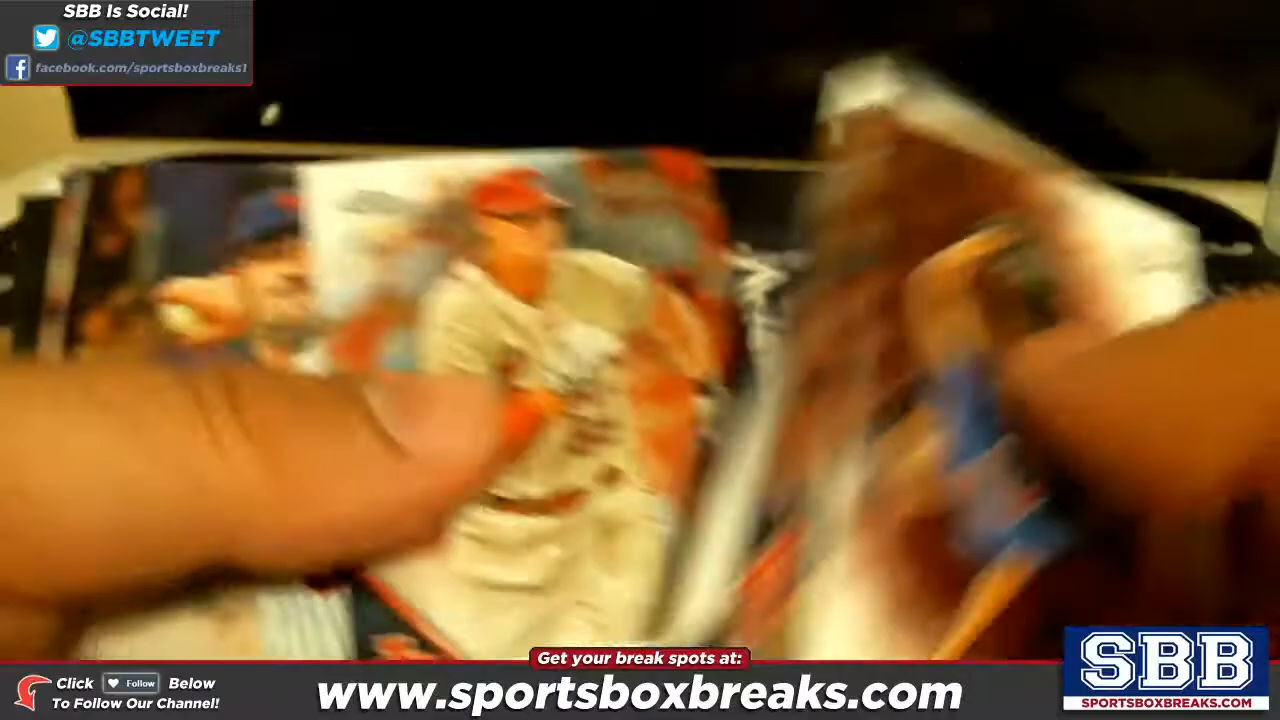 SBB Is Social!
@SBBTWEET
facebook.com/sportsboxbreaks1
Get your break spots at:
Click Follow Below
To Follow Our Channel!
www.sportsboxbreaks.com
SBB
SPORTSBOXBREAKS.COM